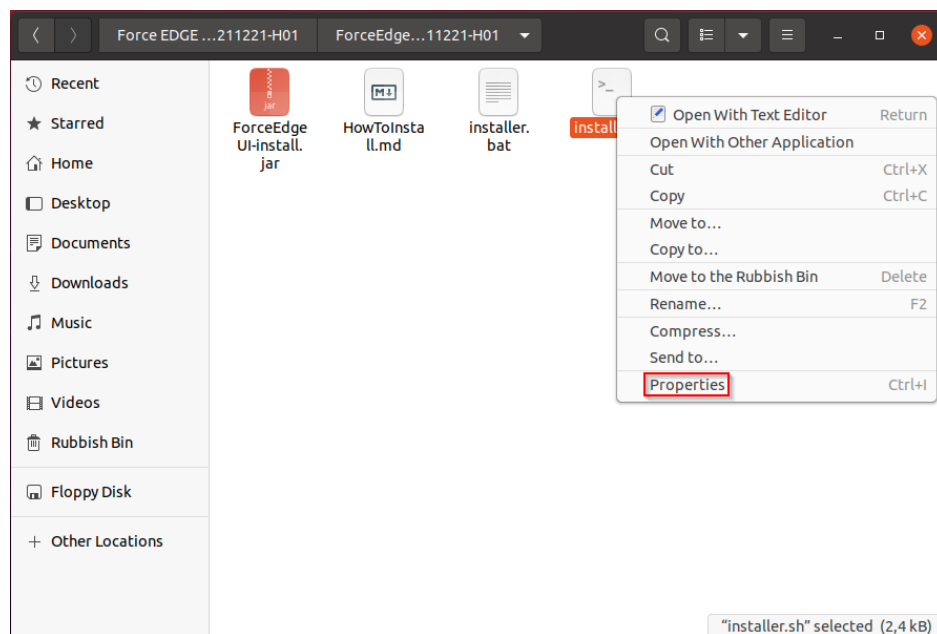 Force EDGE ...211221-H01
ForceEdge...11221-H01
Recent
Starred
Home
Desktop
Documents
Downloads
Music
Pictures
Videos
Rubbish Bin
Floppy Disk
Other Locations
jar
ForceEdge
UI-install.
jar
M
HowToInsta
ll.md
installer.
bat
>_
install
Open With Text Editor Return
Open With Other Application
Cut Ctrl+X
Copy Ctrl+C
Move to...
Copy to...
Move to the Rubbish Bin Delete
Rename... F2
Compress...
Send to...
Properties Ctrl+I
"installer.sh" selected (2,4 kB)